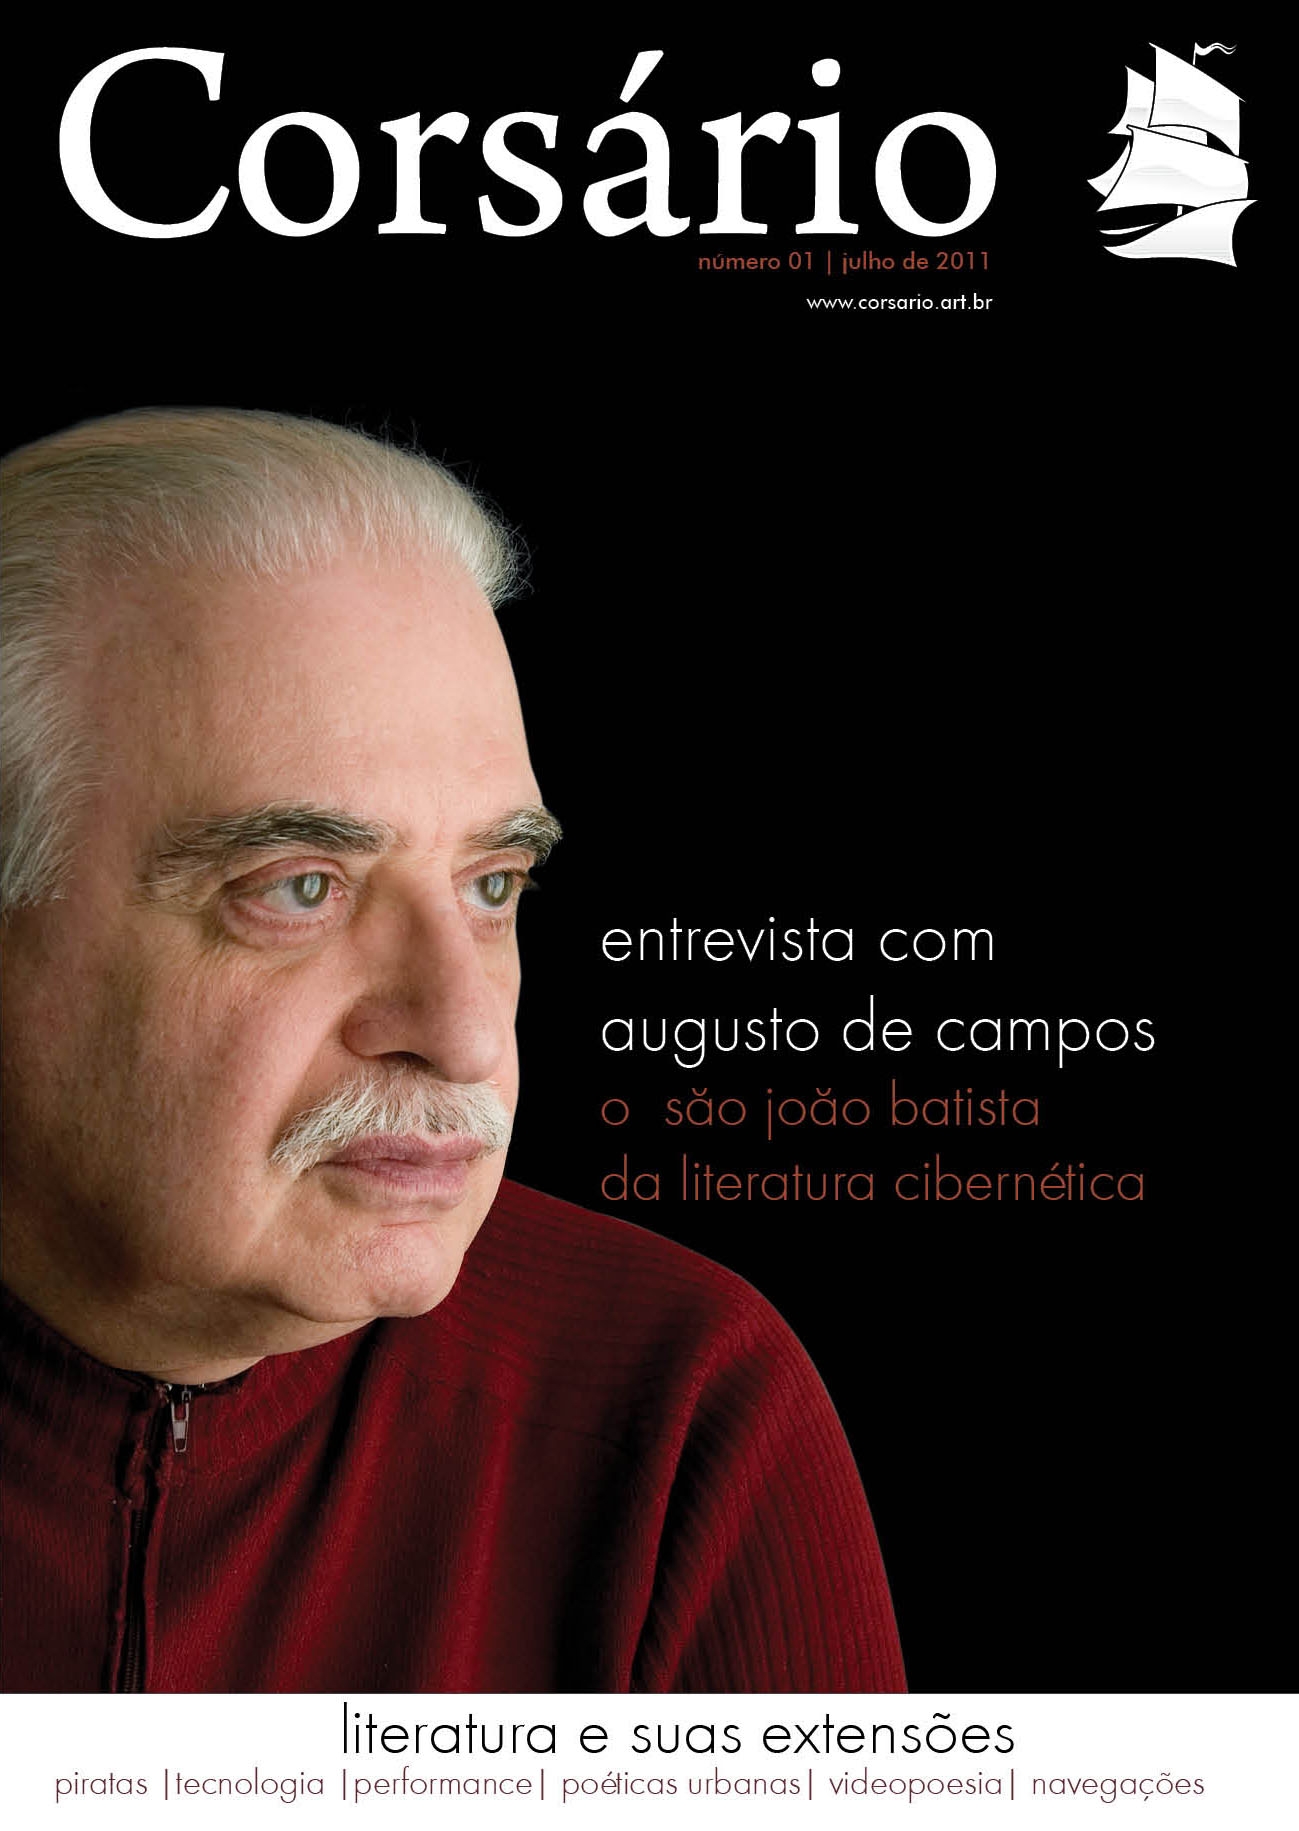 Corsário
número 01 | julho de 2011
www.corsario.art.br
entrevista com
augusto de campos
o são joão batista
da literatura cibernética
literatura e suas extensões
piratas |tecnologia |performance| poéticas urbanas| videopoesia| navegações